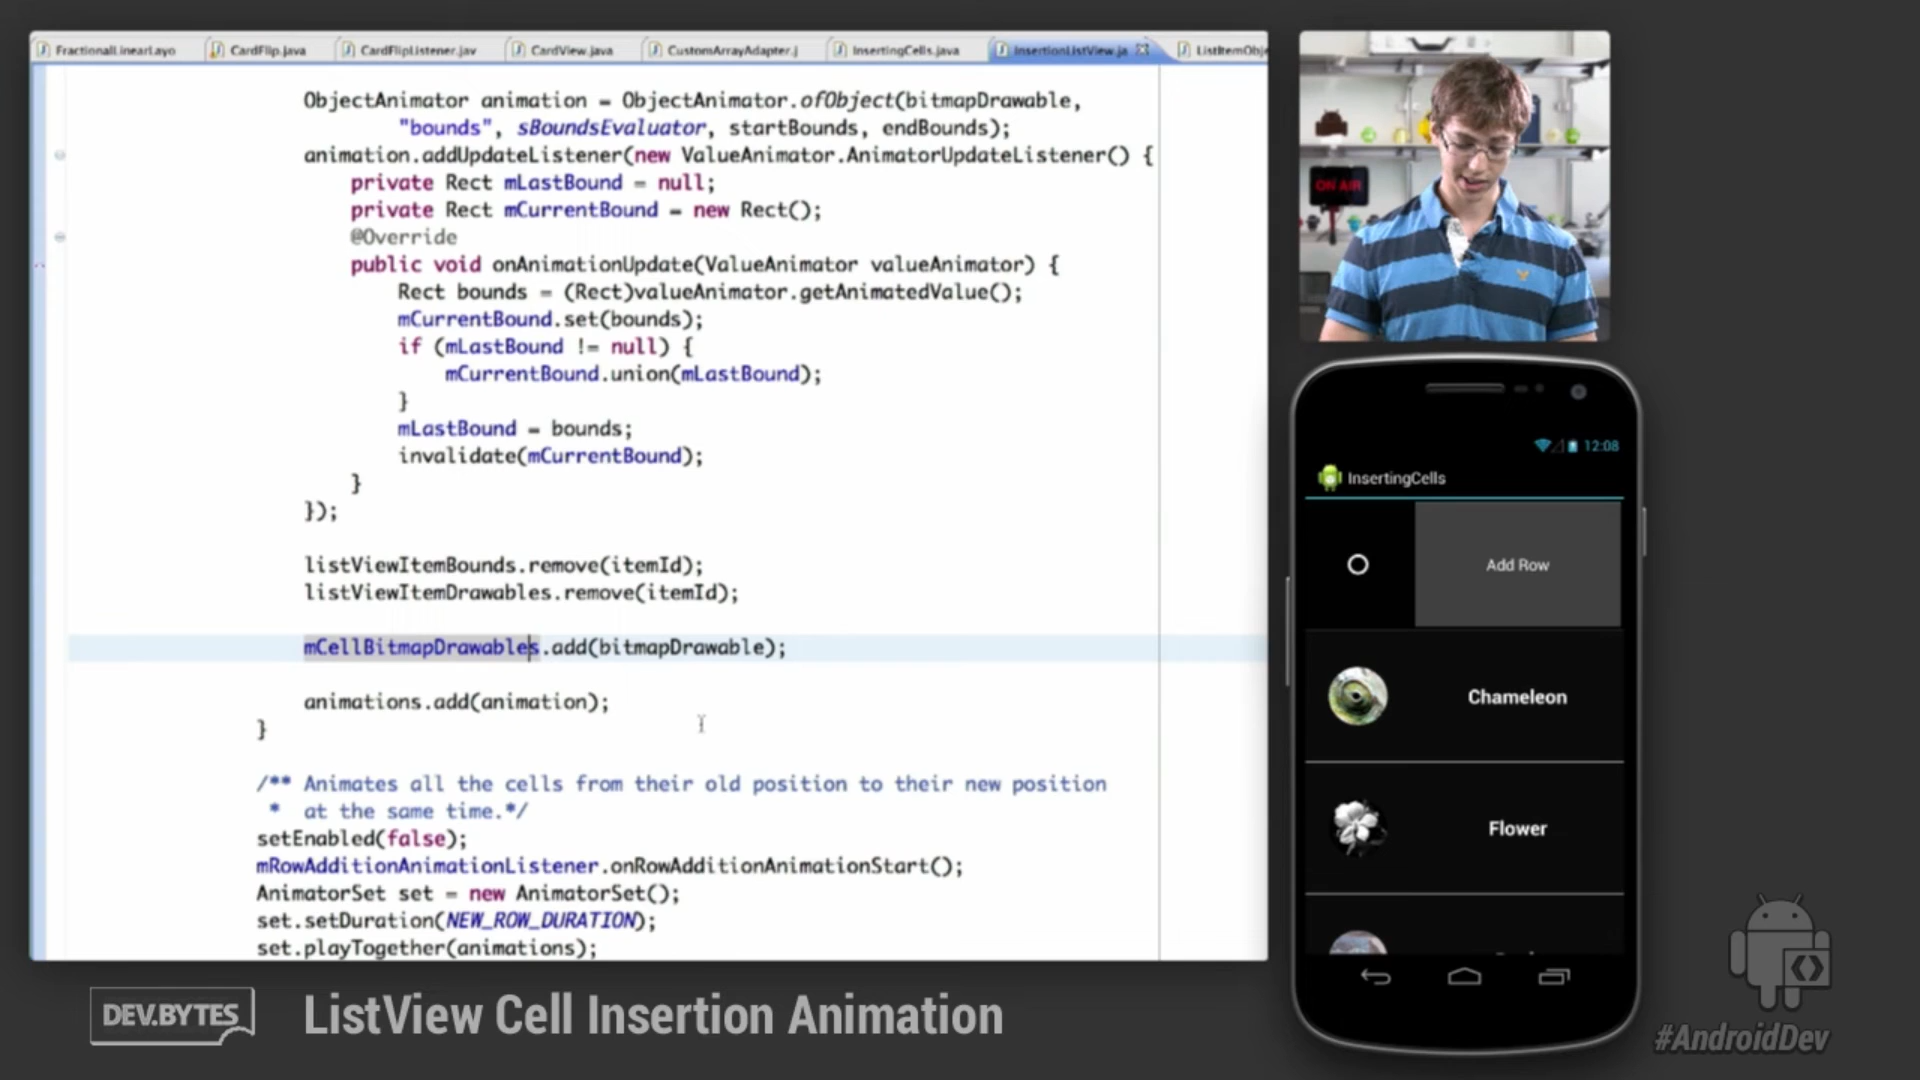 FractionalLinearLayo
CardFlip.java
CardFlipListener.jav
CardView.java
CustomArrayAdapter.j
InsertingCells.java
InsertionListView.ja
ListItemObje
ObjectAnimator animation = ObjectAnimator.ofObject(bitmapDrawable,
"bounds", sBoundsEvaluator, startBounds, endBounds);
animation.addUpdateListener(new ValueAnimator.AnimatorUpdateListener() {
private Rect mLastBound = null;
private Rect mCurrentBound = new Rect();
@Override
public void onAnimationUpdate(ValueAnimator valueAnimator) {
Rect bounds = (Rect)valueAnimator.getAnimatedValue();
mCurrentBound.set(bounds);
if (mLastBound != null) {
mCurrentBound.union(mLastBound);
}
mLastBound = bounds;
invalidate(mCurrentBound);
}
});
listViewItemBounds.remove(itemId);
listViewItemDrawables.remove(itemId);
mCellBitmapDrawables.add(bitmapDrawable);
animations.add(animation);
}
/** Animates all the cells from their old position to their new position
* at the same time.*/
setEnabled(false);
mRowAdditionAnimationListener.onRowAdditionAnimationStart();
AnimatorSet set = new AnimatorSet();
set.setDuration(NEW_ROW_DURATION);
set.playTogether(animations);
ON AIR
12:08
InsertingCells
Add Row
Chameleon
Flower
DEV.BYTES
ListView Cell Insertion Animation
#AndroidDev